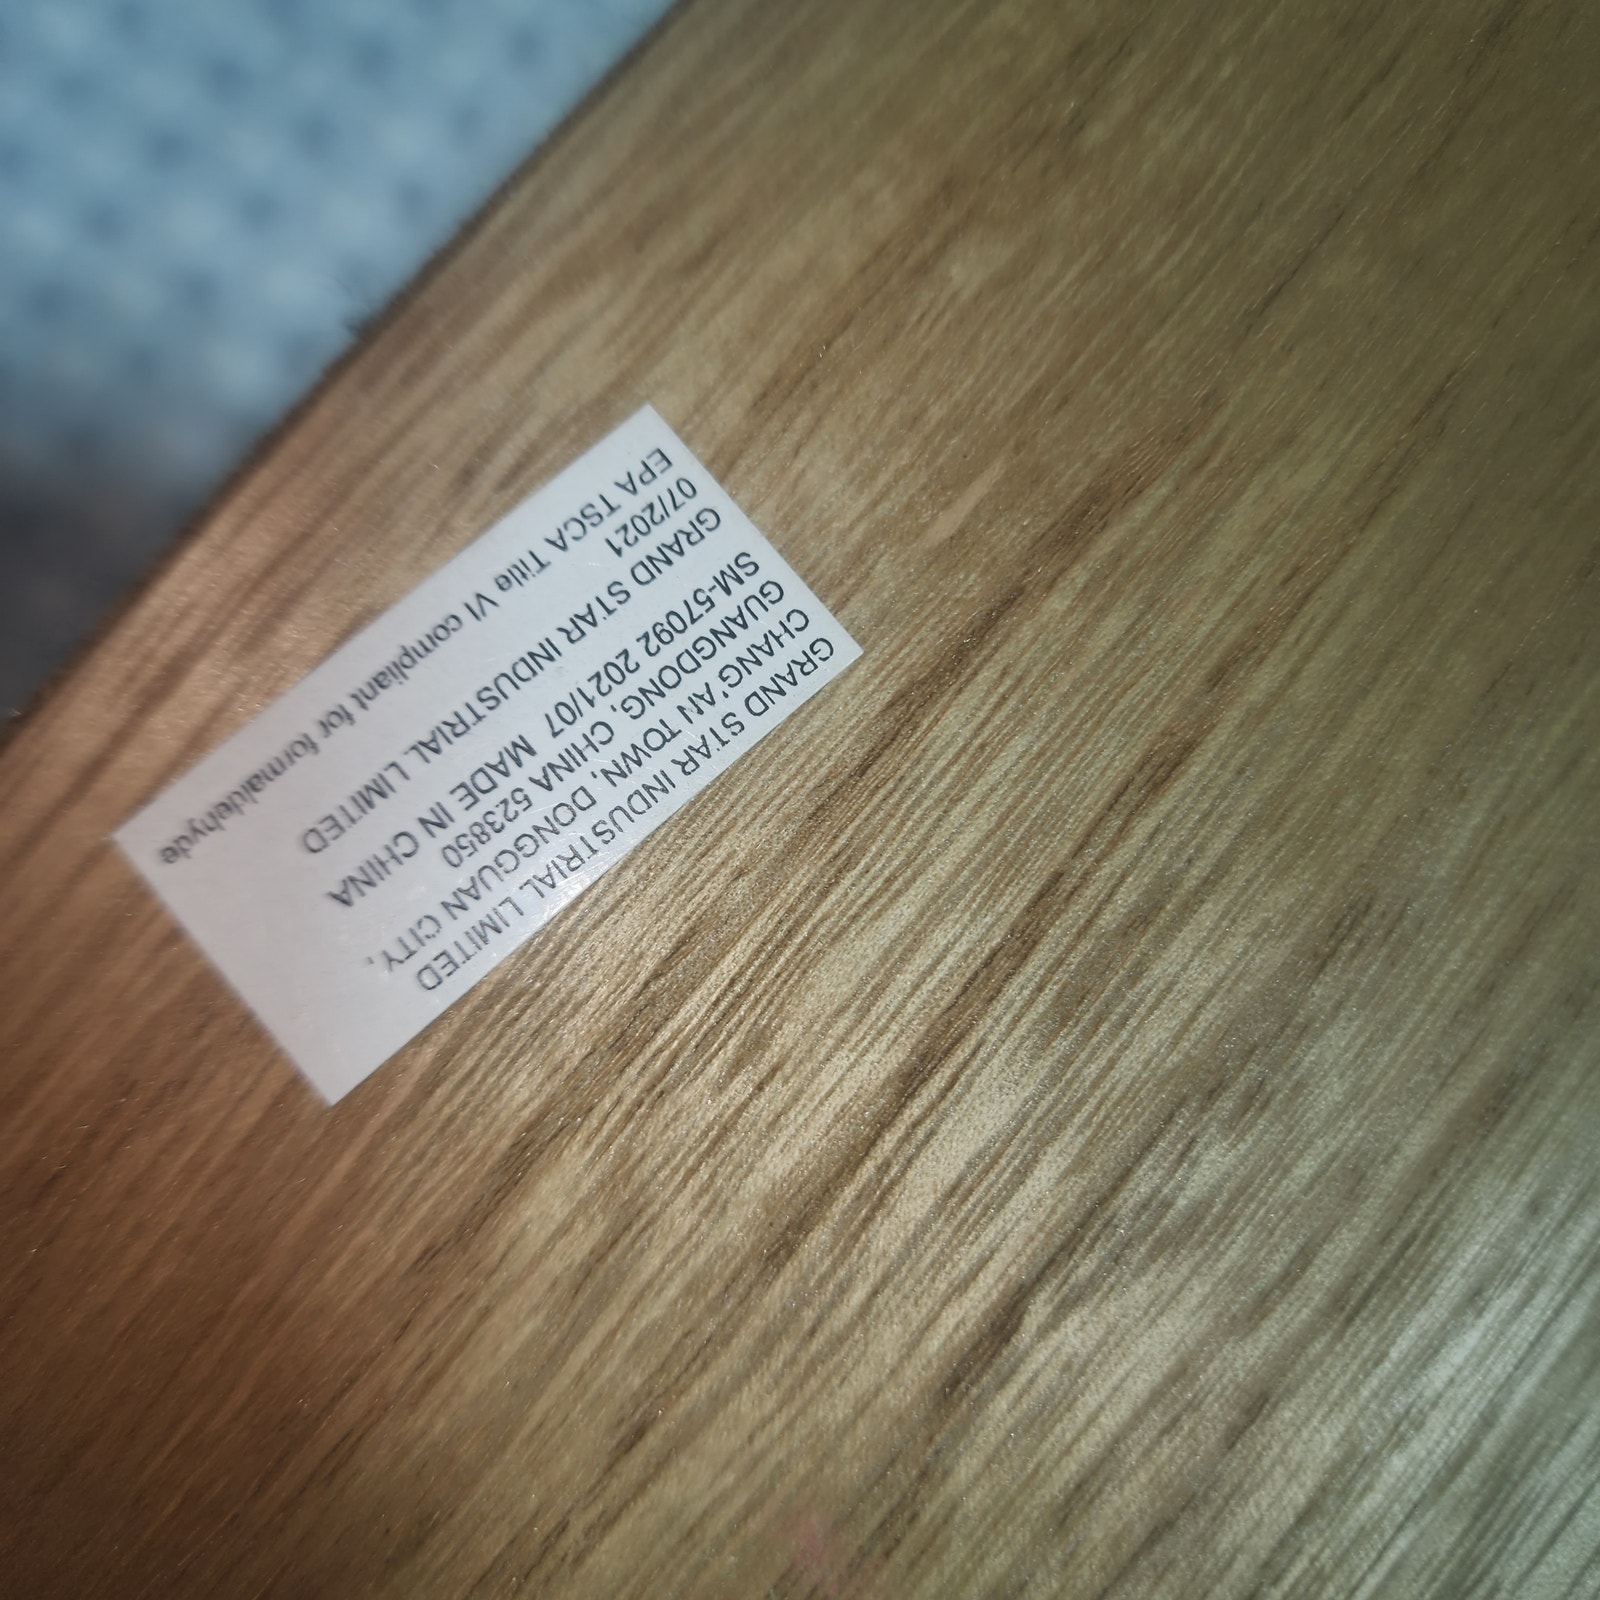 GRAND STAR INDUSTRIAL LIMITED
CHANG'AN TOWN, DONGGUAN CITY,
GUANGDONG, CHINA 523850
SM-57092 2021/07 MADE IN CHINA
GRAND STAR INDUSTRIAL LIMITED
07/2021
EPA TSCA Title VI compliant for formaldehyde